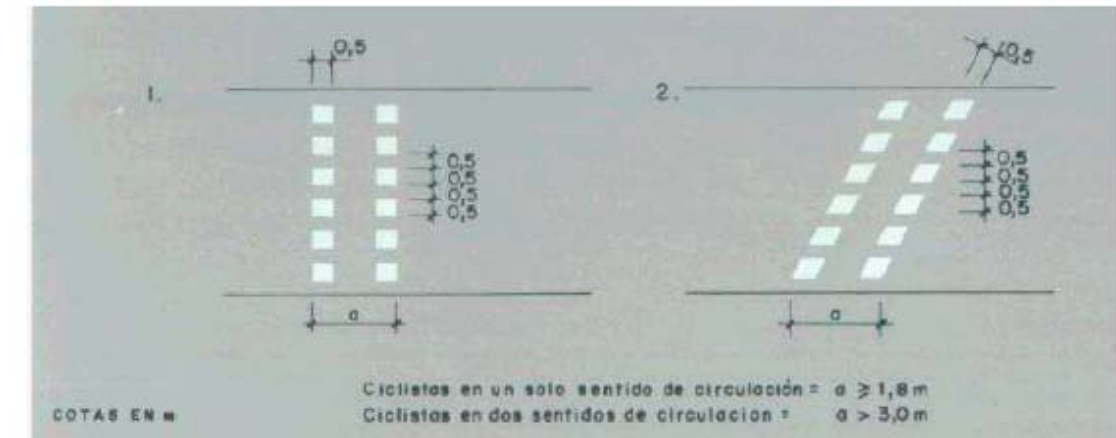 0,5
1.
0,5
0,5
0,5
0,5
a
2.
0,5
0,5
0,5
0,5
0,5
a
Ciclistas en un solo sentido de circulación = a ⩾ 1,8 m
COTAS EN m
Ciclistas en dos sentidos de circulacion = a > 3,0 m